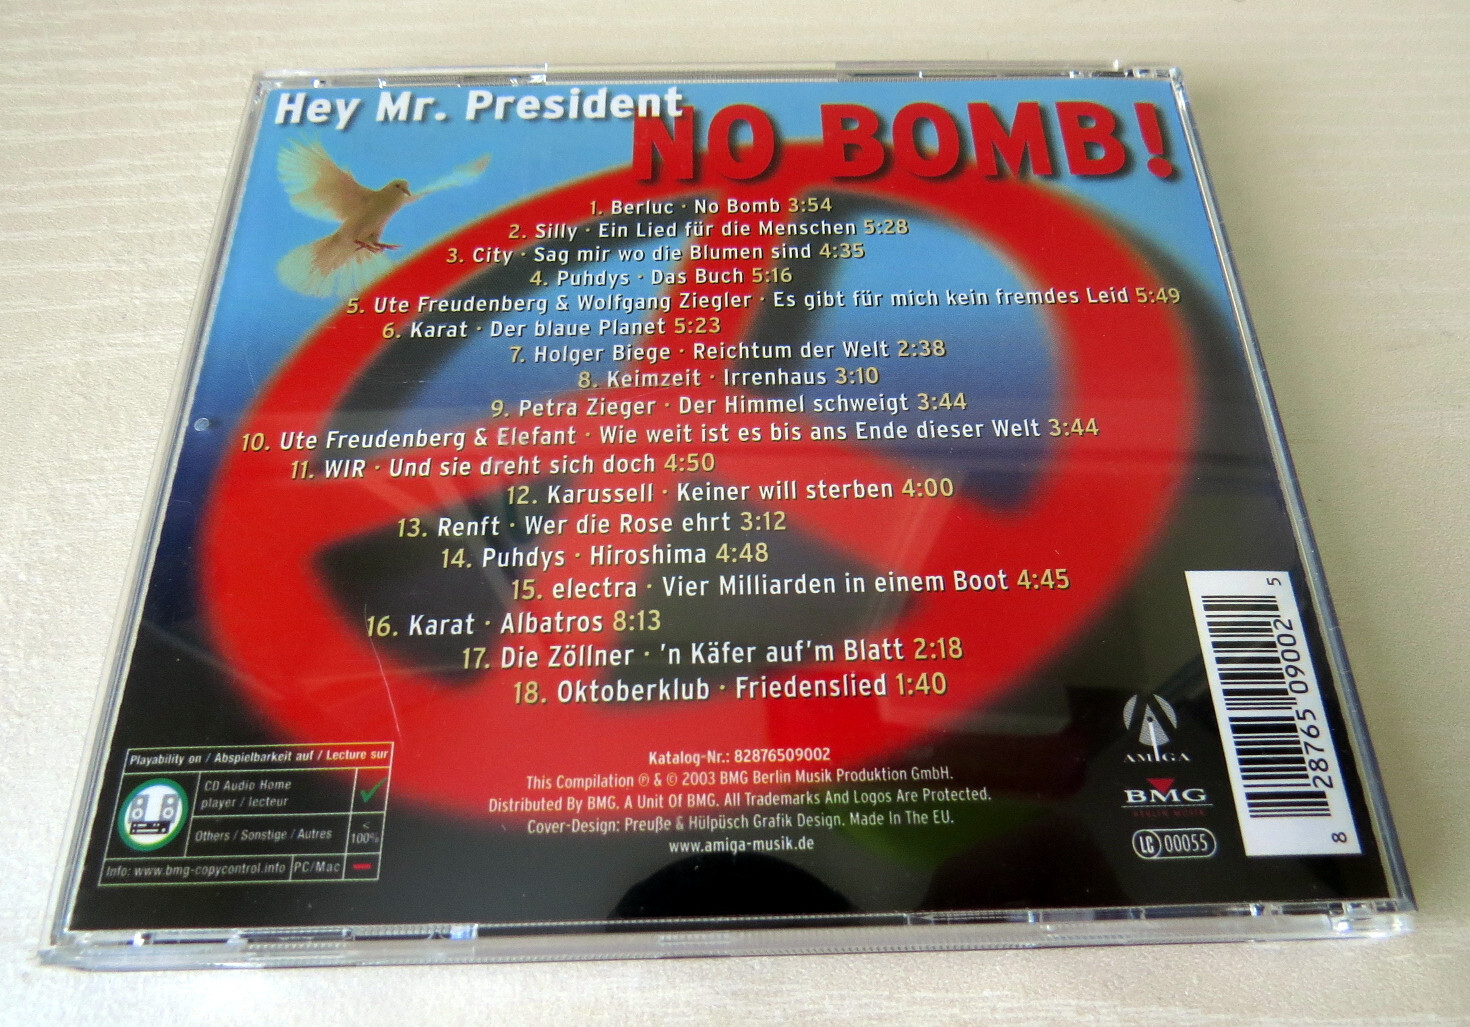 Hey Mr. President
NO BOMB!
1. Berluc · No Bomb 3:54
2. Silly · Ein Lied für die Menschen 5:28
3. City · Sag mir wo die Blumen sind 4:35
4. Puhdys · Das Buch 5:16
5. Ute Freudenberg & Wolfgang Ziegler · Es gibt für mich kein fremdes Leid 5:49
6. Karat · Der blaue Planet 5:23
7. Holger Biege · Reichtum der Welt 2:38
8. Keimzeit · Irrenhaus 3:10
9. Petra Zieger · Der Himmel schweigt 3:44
10. Ute Freudenberg & Elefant · Wie weit ist es bis ans Ende dieser Welt 3:44
11. WIR · Und sie dreht sich doch 4:50
12. Karussell · Keiner will sterben 4:00
13. Renft · Wer die Rose ehrt 3:12
14. Puhdys · Hiroshima 4:48
15. electra · Vier Milliarden in einem Boot 4:45
16. Karat · Albatros 8:13
17. Die Zöllner · 'n Käfer auf'm Blatt 2:18
18. Oktoberklub · Friedenslied 1:40
Katalog-Nr.: 82876509002
This Compilation ℗ & © 2003 BMG Berlin Musik Produktion GmbH.
Distributed By BMG. A Unit Of BMG. All Trademarks And Logos Are Protected.
Cover-Design: Preuße & Hülpüsch Grafik Design. Made In The EU.
www.amiga-musik.de
Playability on / Abspielbarkeit auf / Lecture sur
CD Audio Home
player / lecteur
Others / Sonstige / Autres
<
100%
Info: www.bmg-copycontrol.info PC/Mac
AMIGA
BMG
BERLIN MUSIK
LC 00055
8 28765 09002 5